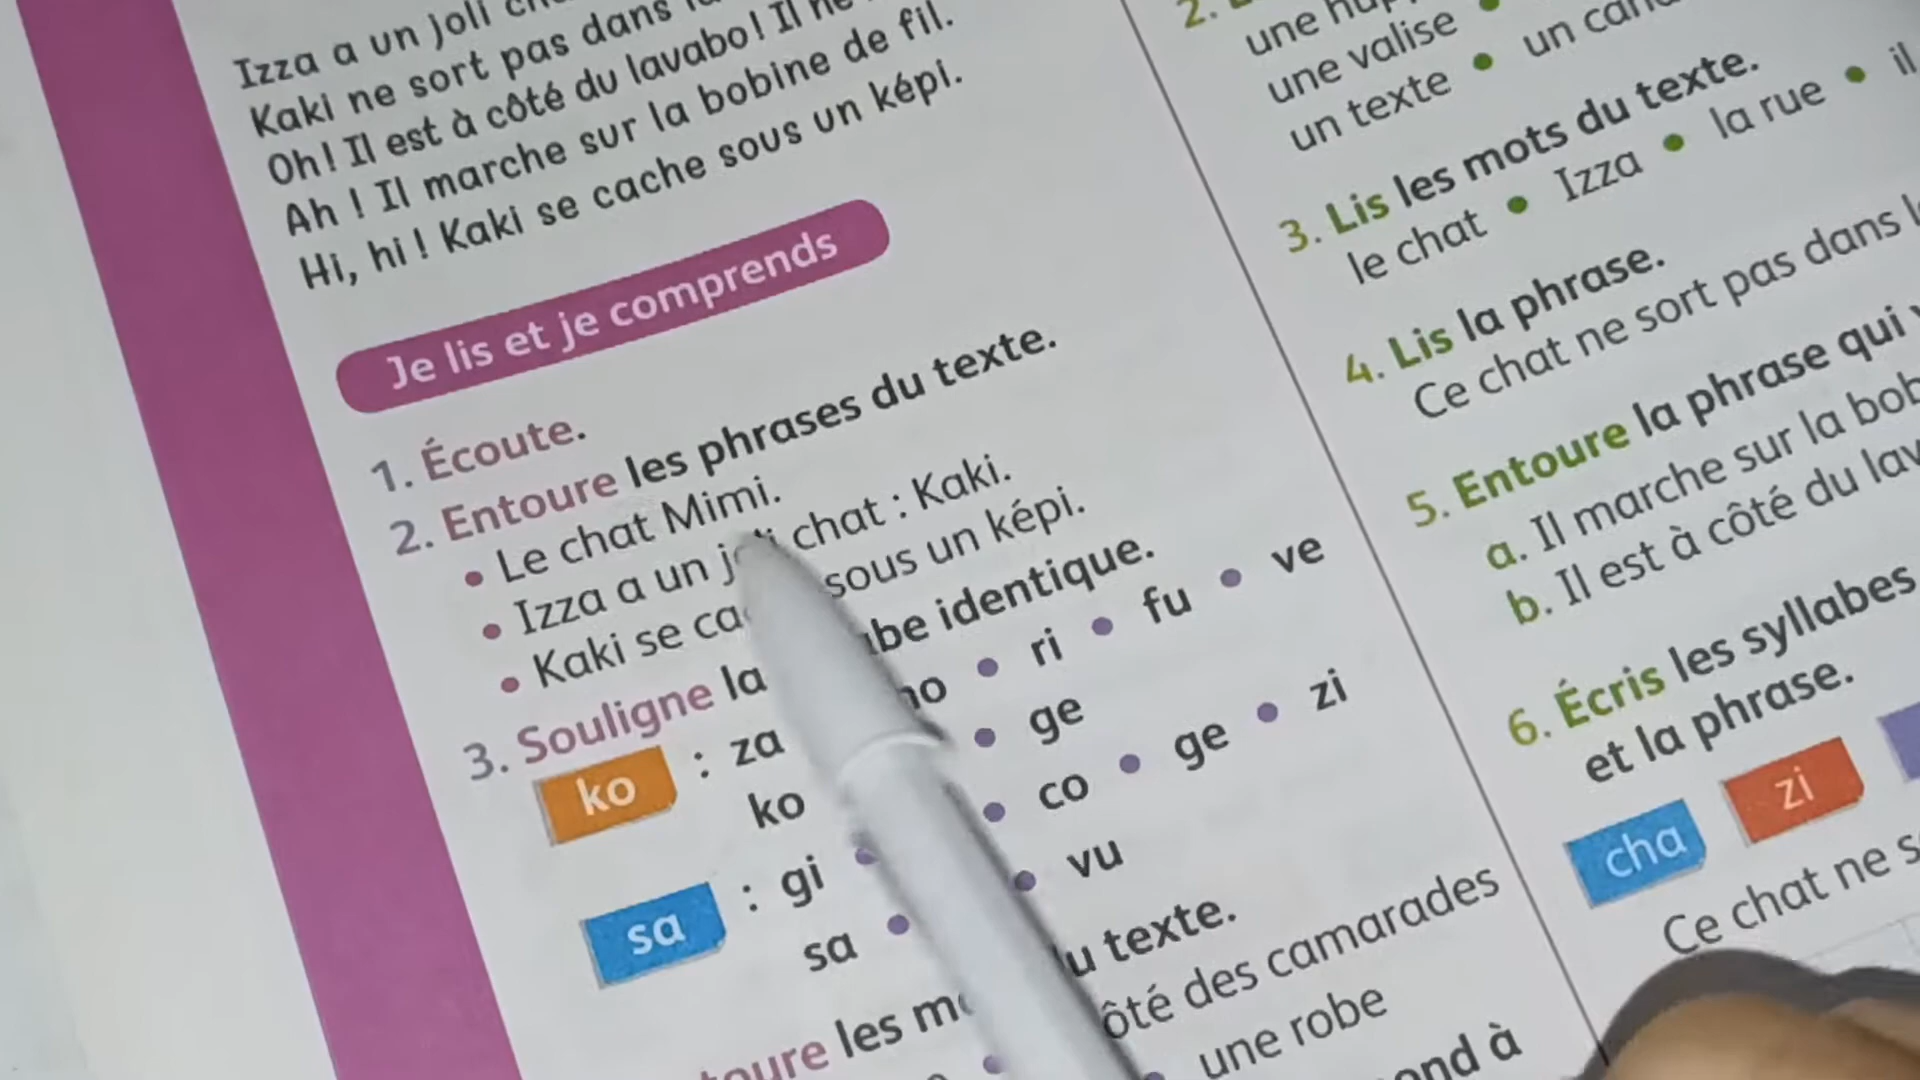 Izza a un joli
Kaki ne sort pas dans
Oh ! Il est à côté du lavabo ! Il ne
Ah ! Il marche sur la bobine de fil.
Hi, hi ! Kaki se cache sous un képi.
Je lis et je comprends
1. Écoute.
2. Entoure les phrases du texte.
• Le chat Mimi.
• Izza a un joli chat : Kaki.
• Kaki se sous un képi.
3. Souligne la identique.
ko : za • ri • fu • ve
ko • ge
sa : gi • co • ge • zi
sa • vu
les texte.
des camarades
une robe
à
2.
une
une valise •
un texte • un
3. Lis les mots du texte.
le chat • Izza • la rue • il
4. Lis la phrase.
Ce chat ne sort pas dans
5. Entoure la phrase qui
a. Il marche sur la
b. Il est à côté du
6. Écris les syllabes
et la phrase.
cha zi
Ce chat ne